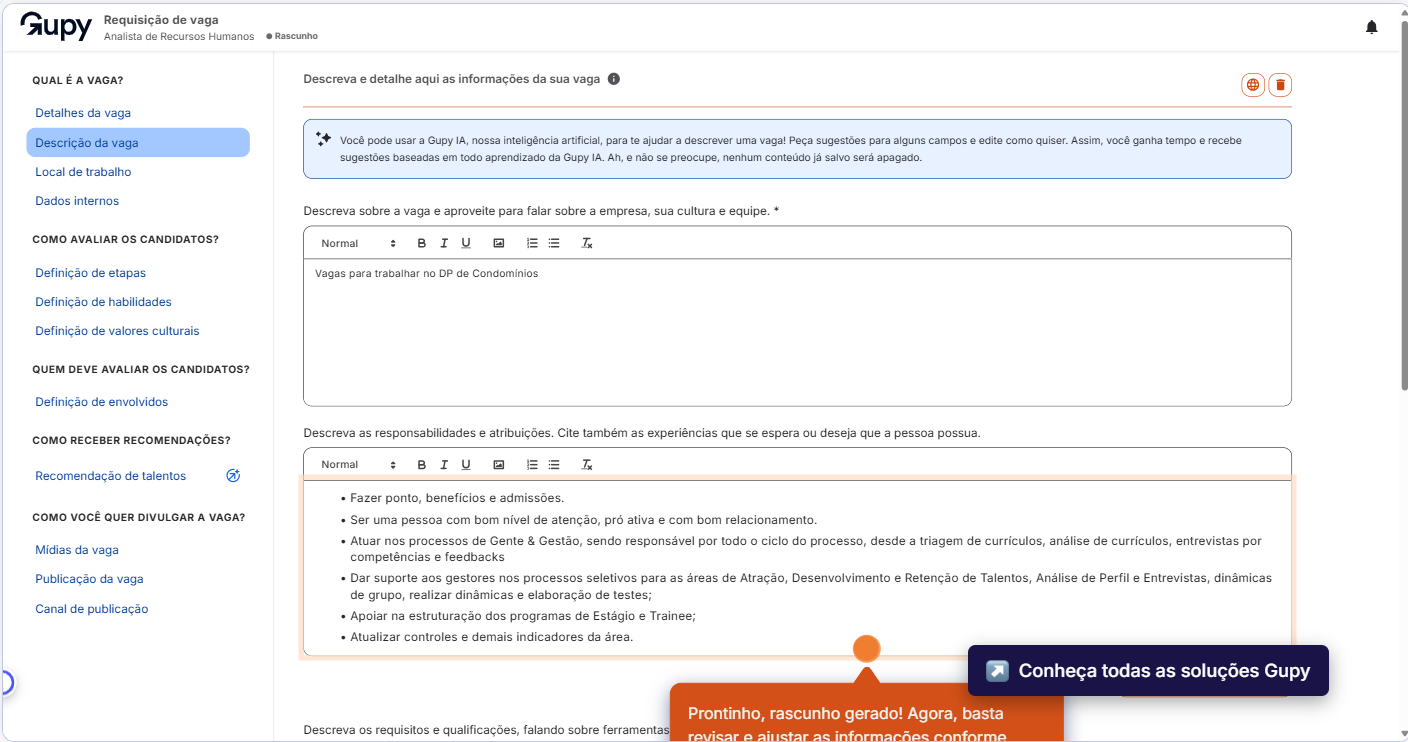 Gupy
Requisição de vaga
Analista de Recursos Humanos
Rascunho
QUAL É A VAGA?
Detalhes da vaga
Descrição da vaga
Local de trabalho
Dados internos
COMO AVALIAR OS CANDIDATOS?
Definição de etapas
Definição de habilidades
Definição de valores culturais
QUEM DEVE AVALIAR OS CANDIDATOS?
Definição de envolvidos
COMO RECEBER RECOMENDAÇÕES?
Recomendação de talentos
COMO VOCÊ QUER DIVULGAR A VAGA?
Mídias da vaga
Publicação da vaga
Canal de publicação
Descreva e detalhe aqui as informações da sua vaga
Você pode usar a Gupy IA, nossa inteligência artificial, para te ajudar a descrever uma vaga! Peça sugestões para alguns campos e edite como quiser. Assim, você ganha tempo e recebe
sugestões baseadas em todo aprendizado da Gupy IA. Ah, e não se preocupe, nenhum conteúdo já salvo será apagado.
Descreva sobre a vaga e aproveite para falar sobre a empresa, sua cultura e equipe. *
Normal B I U
Vagas para trabalhar no DP de Condomínios
Descreva as responsabilidades e atribuições. Cite também as experiências que se espera ou deseja que a pessoa possua.
Normal B I U
• Fazer ponto, benefícios e admissões.
• Ser uma pessoa com bom nível de atenção, pró ativa e com bom relacionamento.
• Atuar nos processos de Gente & Gestão, sendo responsável por todo o ciclo do processo, desde a triagem de currículos, análise de currículos, entrevistas por
competências e feedbacks
• Dar suporte aos gestores nos processos seletivos para as áreas de Atração, Desenvolvimento e Retenção de Talentos, Análise de Perfil e Entrevistas, dinâmicas
de grupo, realizar dinâmicas e elaboração de testes;
• Apoiar na estruturação dos programas de Estágio e Trainee;
• Atualizar controles e demais indicadores da área.
Conheça todas as soluções Gupy
Prontinho, rascunho gerado! Agora, basta
revisar e ajustar as informações conforme
Descreva os requisitos e qualificações, falando sobre ferramentas